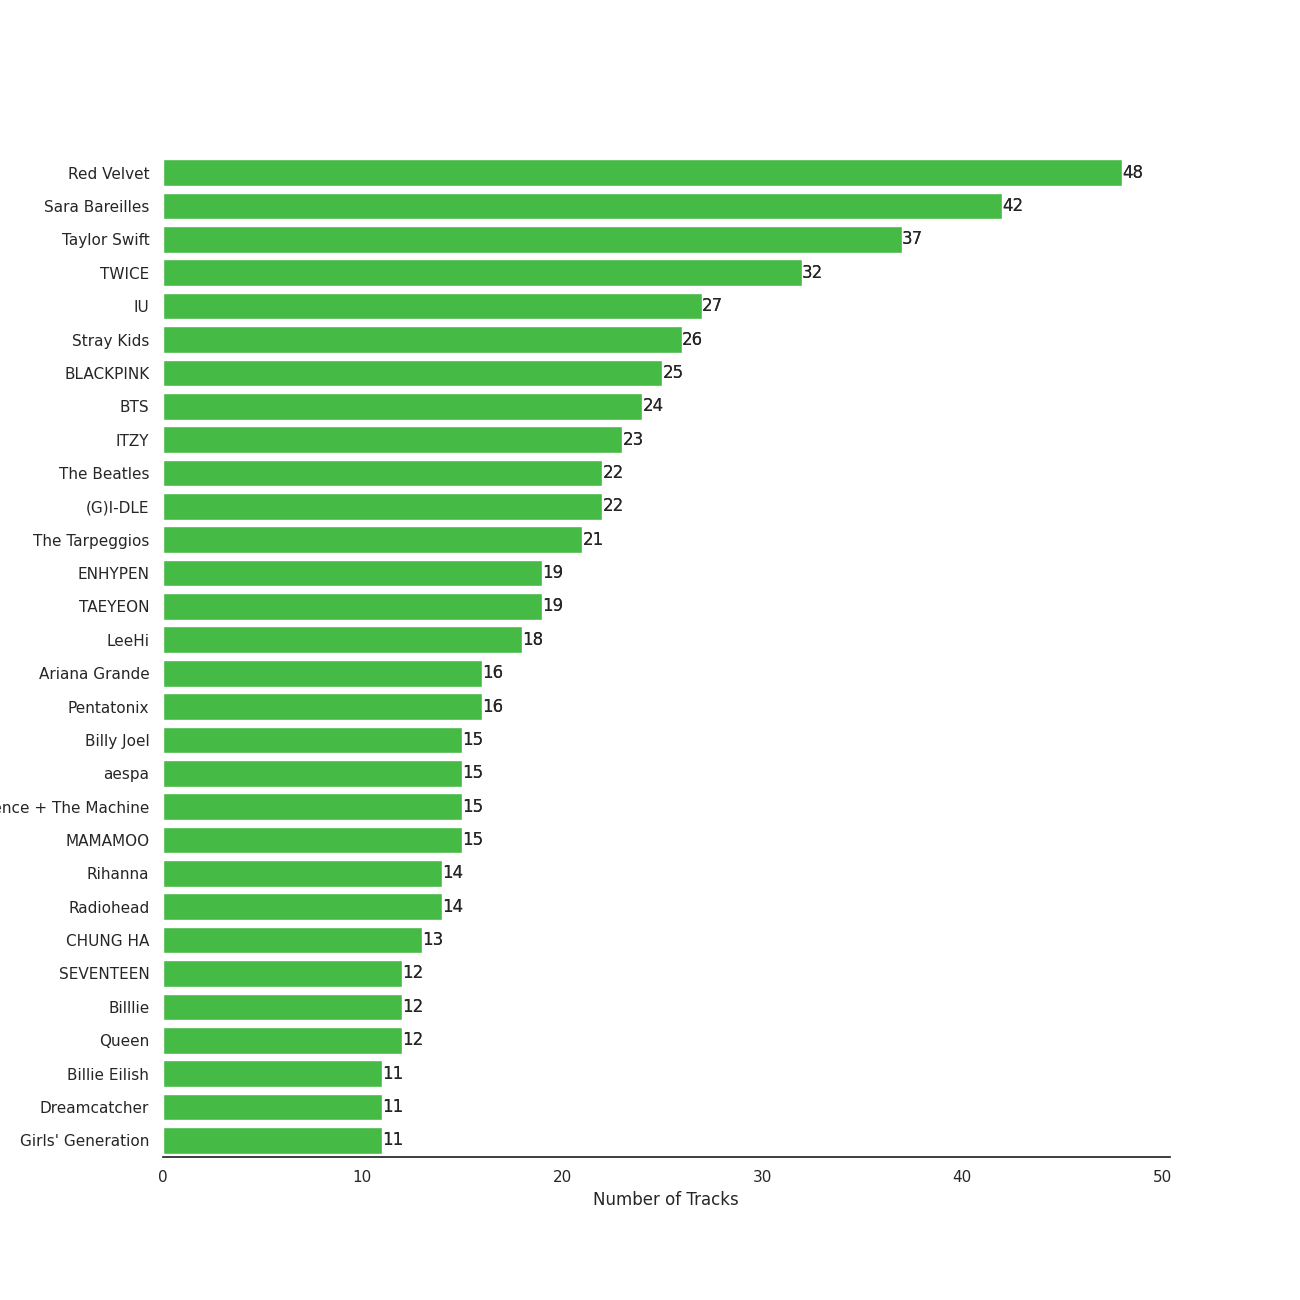 Red Velvet 48
Sara Bareilles 42
Taylor Swift 37
TWICE 32
IU 27
Stray Kids 26
BLACKPINK 25
BTS 24
ITZY 23
The Beatles 22
(G)I-DLE 22
The Tarpeggios 21
ENHYPEN 19
TAEYEON 19
LeeHi 18
Ariana Grande 16
Pentatonix 16
Billy Joel 15
aespa 15
+ The Machine 15
MAMAMOO 15
Rihanna 14
Radiohead 14
CHUNG HA 13
SEVENTEEN 12
Billlie 12
Queen 12
Billie Eilish 11
Dreamcatcher 11
Girls' Generation 11
0 10 20 30 40 50
Number of Tracks